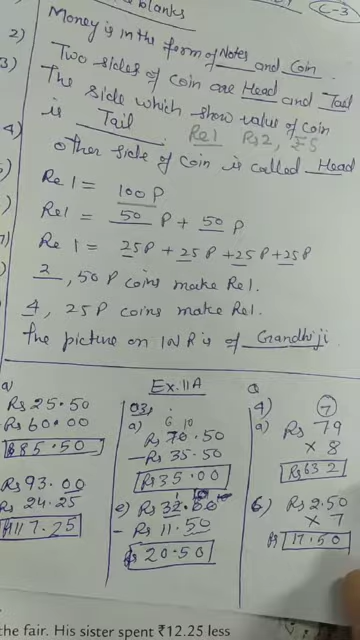 blanks
C-3
2) Money is in the form of Notes and Coin.
3) Two sides of coin are Head and Tail
The side which show value of coin
is Tail. Re1 Rs2, ₹5
4) other side of coin is called Head
Re 1 = 100 P
Re1 = 50 P + 50 P
Re 1 = 25P + 25P + 25P + 25P
2, 50 P coins make Re1.
4, 25 P coins make Re1.
The picture on INR is of Gandhiji.
Ex. 11A
a)
Rs 25.50
Rs 60.00
Rs 85.50
Rs 93.00
Rs 24.25
117.25
Q3.
a) Rs 70.50
6 10
- Rs 35.50
Rs 35.00
e) Rs 32.00
- Rs 11.50
Rs 20.50
Q
4) 7
a) Rs 79
× 8
Rs 632
6) Rs 2.50
× 7
Rs 17.50
the fair. His sister spent ₹12.25 less